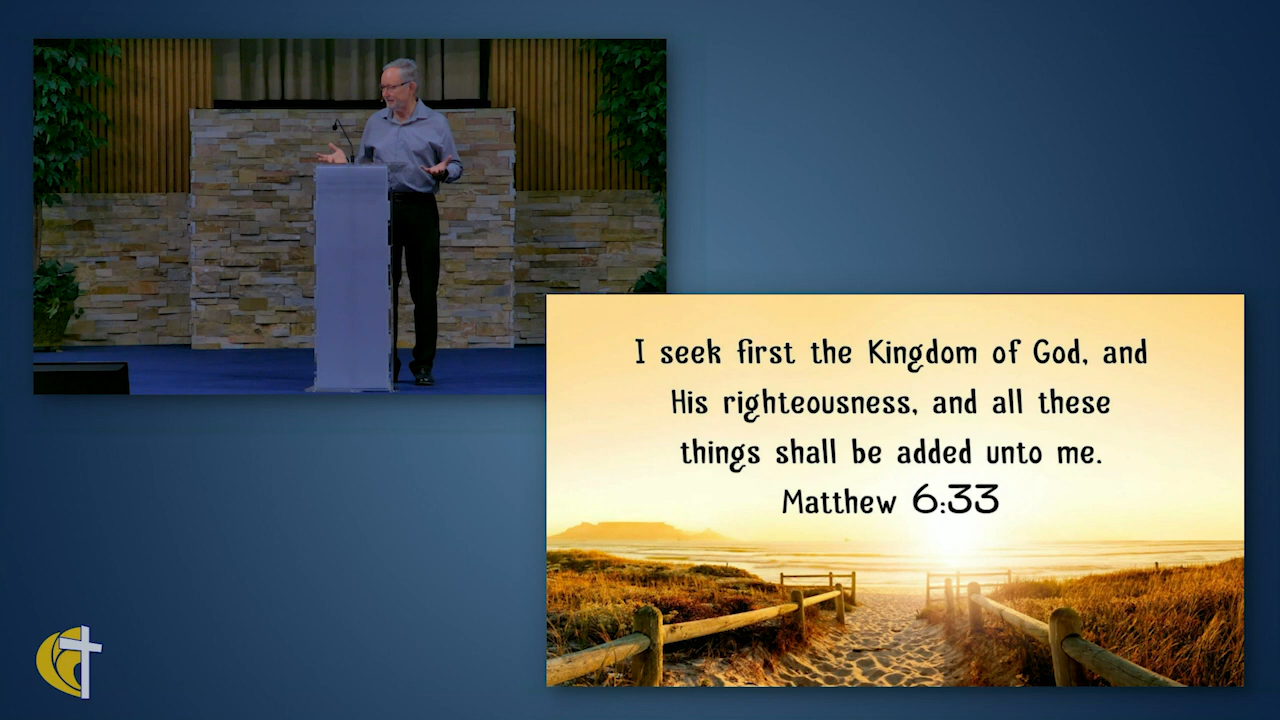 I seek first the Kingdom of God, and
His righteousness, and all these
things shall be added unto me.
Matthew 6:33